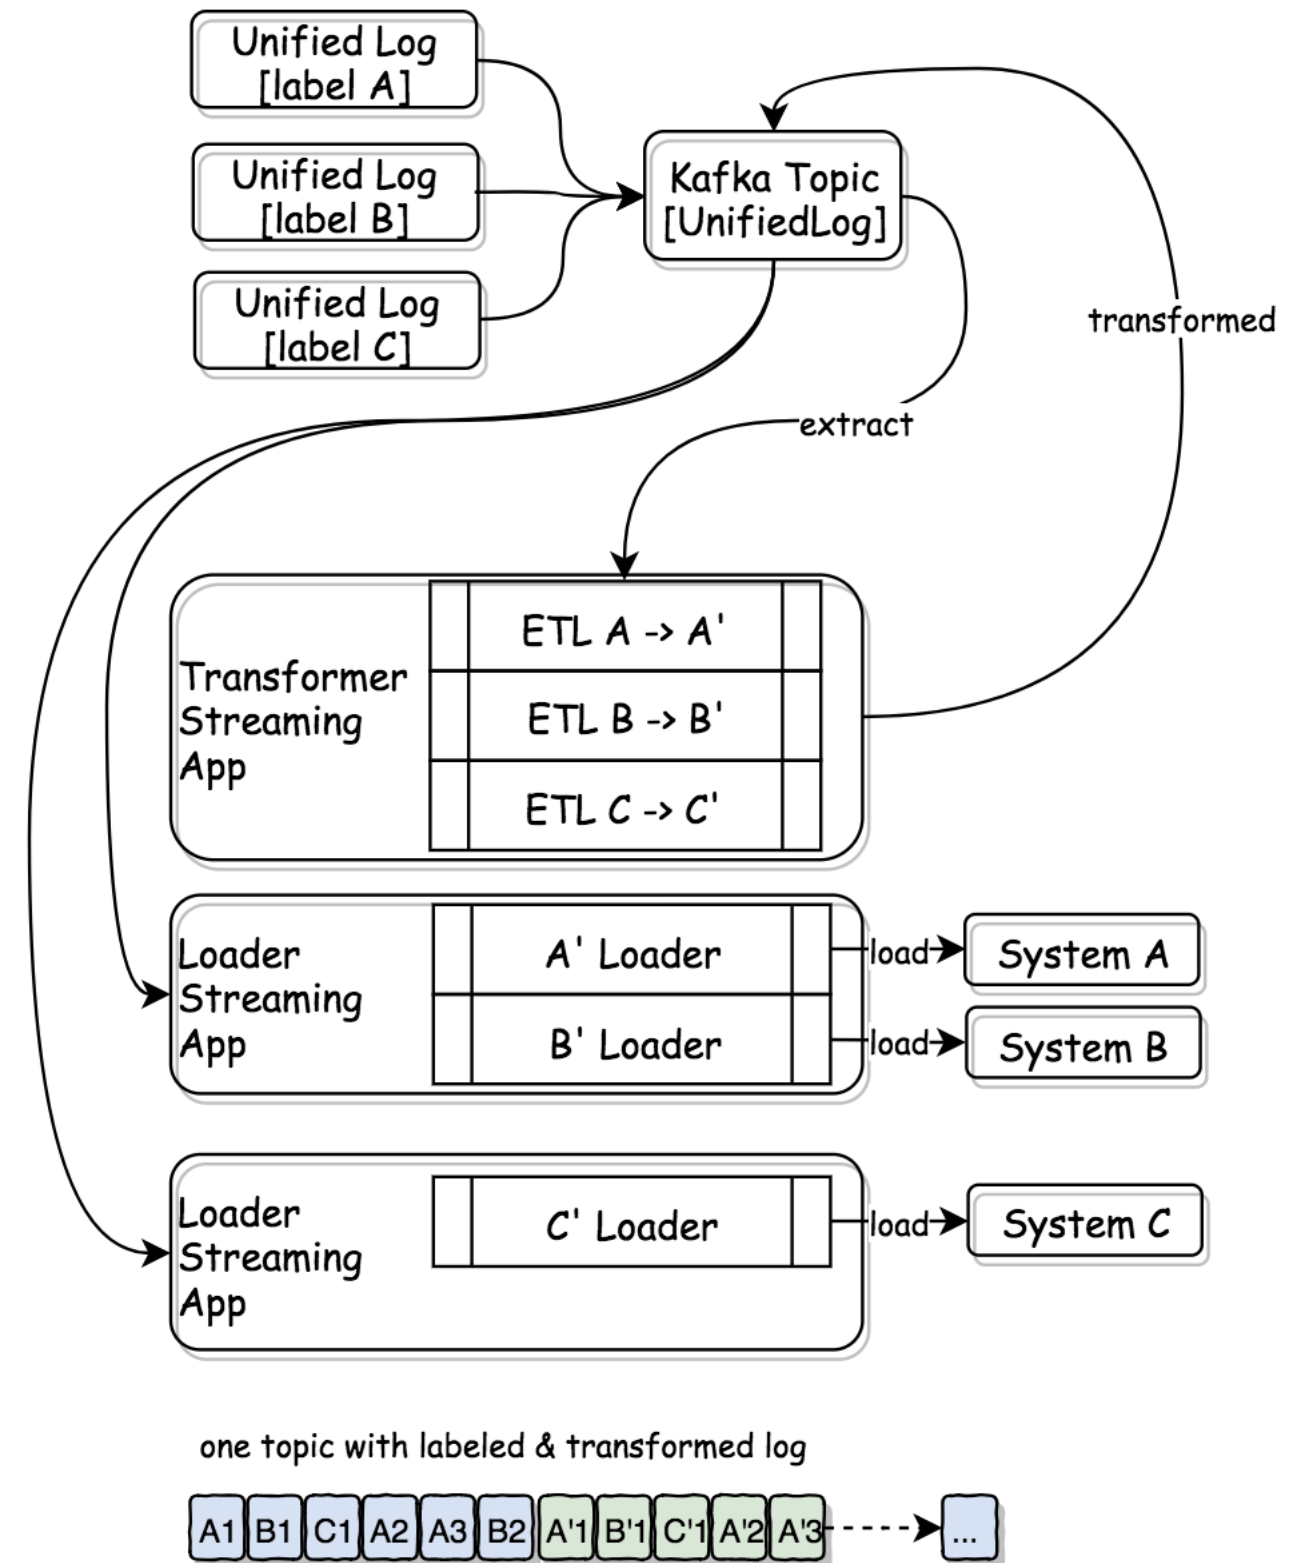 Unified Log
[label A]
Unified Log
[label B]
Unified Log
[label C]
Kafka Topic
[UnifiedLog]
transformed
extract
Transformer
Streaming
App
ETL A -> A'
ETL B -> B'
ETL C -> C'
Loader
Streaming
App
A' Loader
B' Loader
load
System A
load
System B
Loader
Streaming
App
C' Loader
load
System C
one topic with labeled & transformed log
A1 B1 C1 A2 A3 B2 A'1 B'1 C'1 A'2 A'3 ...